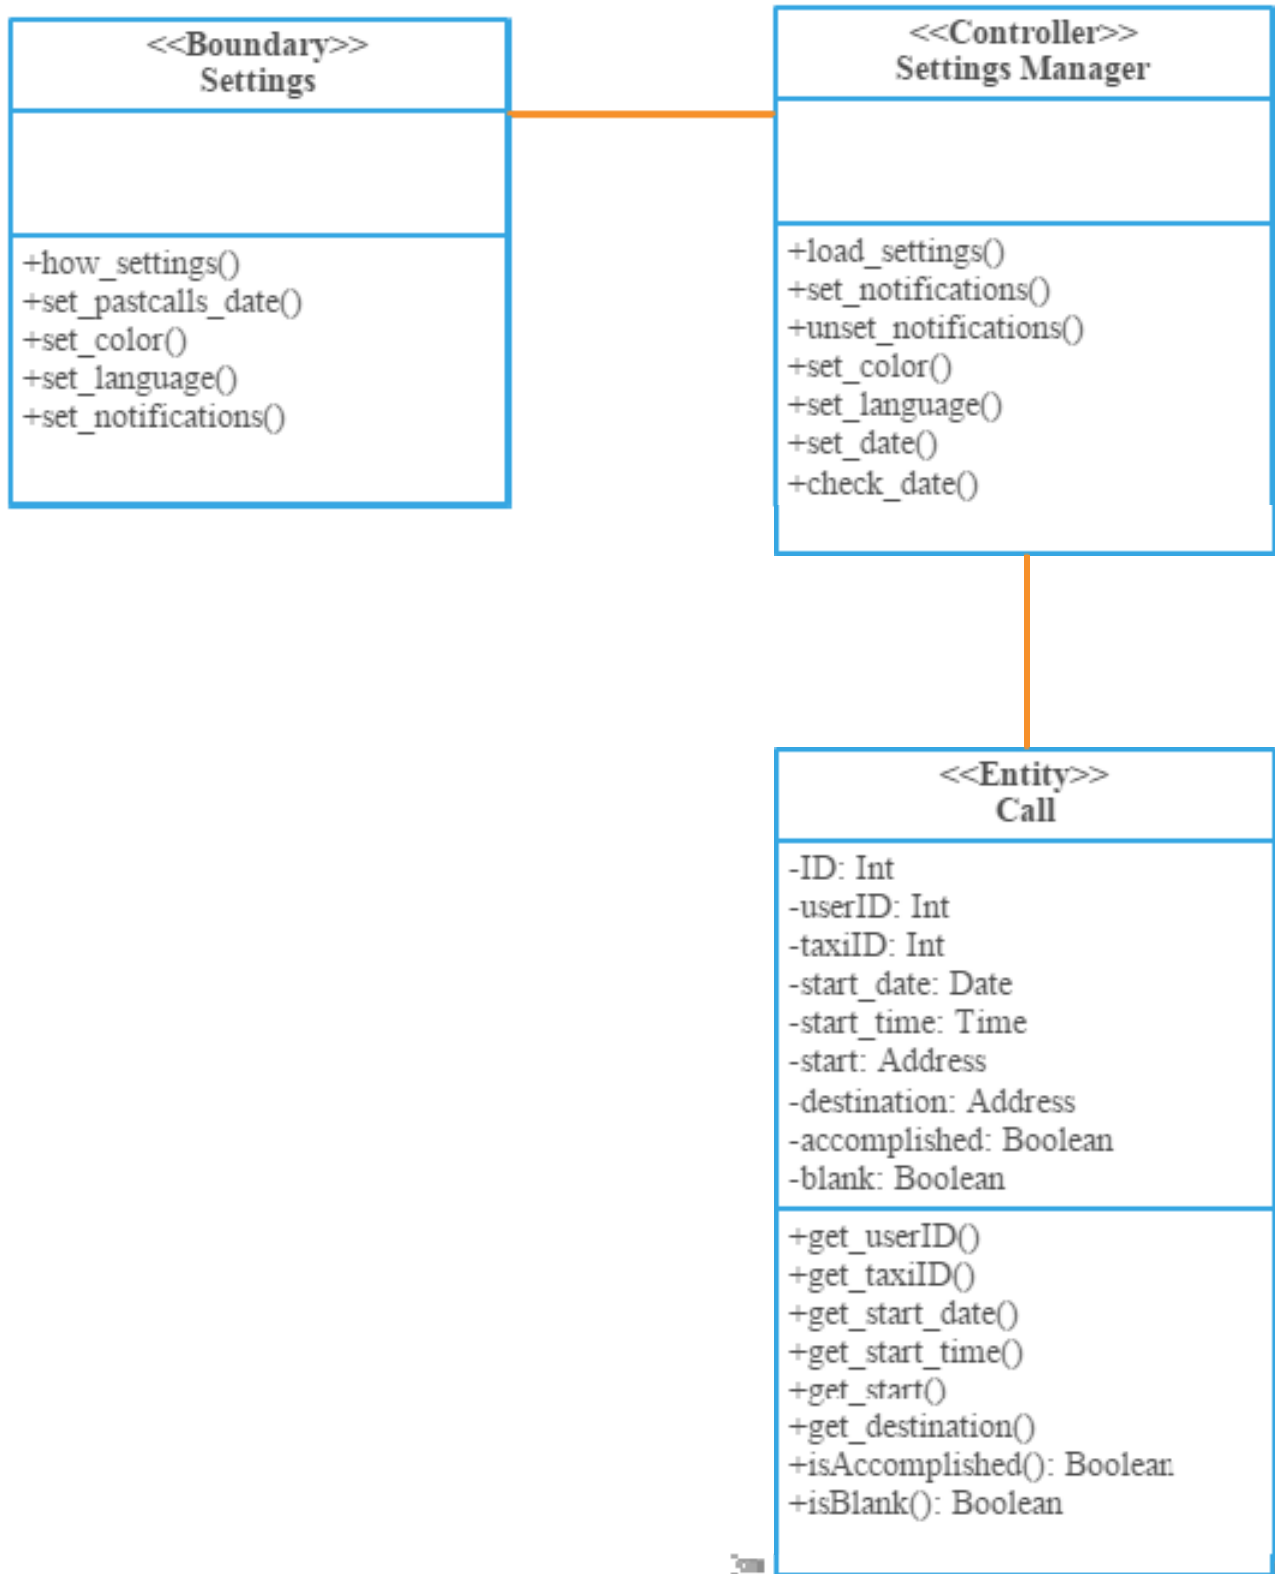 <<Boundary>>
Settings
+how_settings()
+set_pastcalls_date()
+set_color()
+set_language()
+set_notifications()
<<Controller>>
Settings Manager
+load_settings()
+set_notifications()
+unset_notifications()
+set_color()
+set_language()
+set_date()
+check_date()
<<Entity>>
Call
-ID: Int
-userID: Int
-taxiID: Int
-start_date: Date
-start_time: Time
-start: Address
-destination: Address
-accomplished: Boolean
-blank: Boolean
+get_userID()
+get_taxiID()
+get_start_date()
+get_start_time()
+get_start()
+get_destination()
+isAccomplished(): Boolean
+isBlank(): Boolean